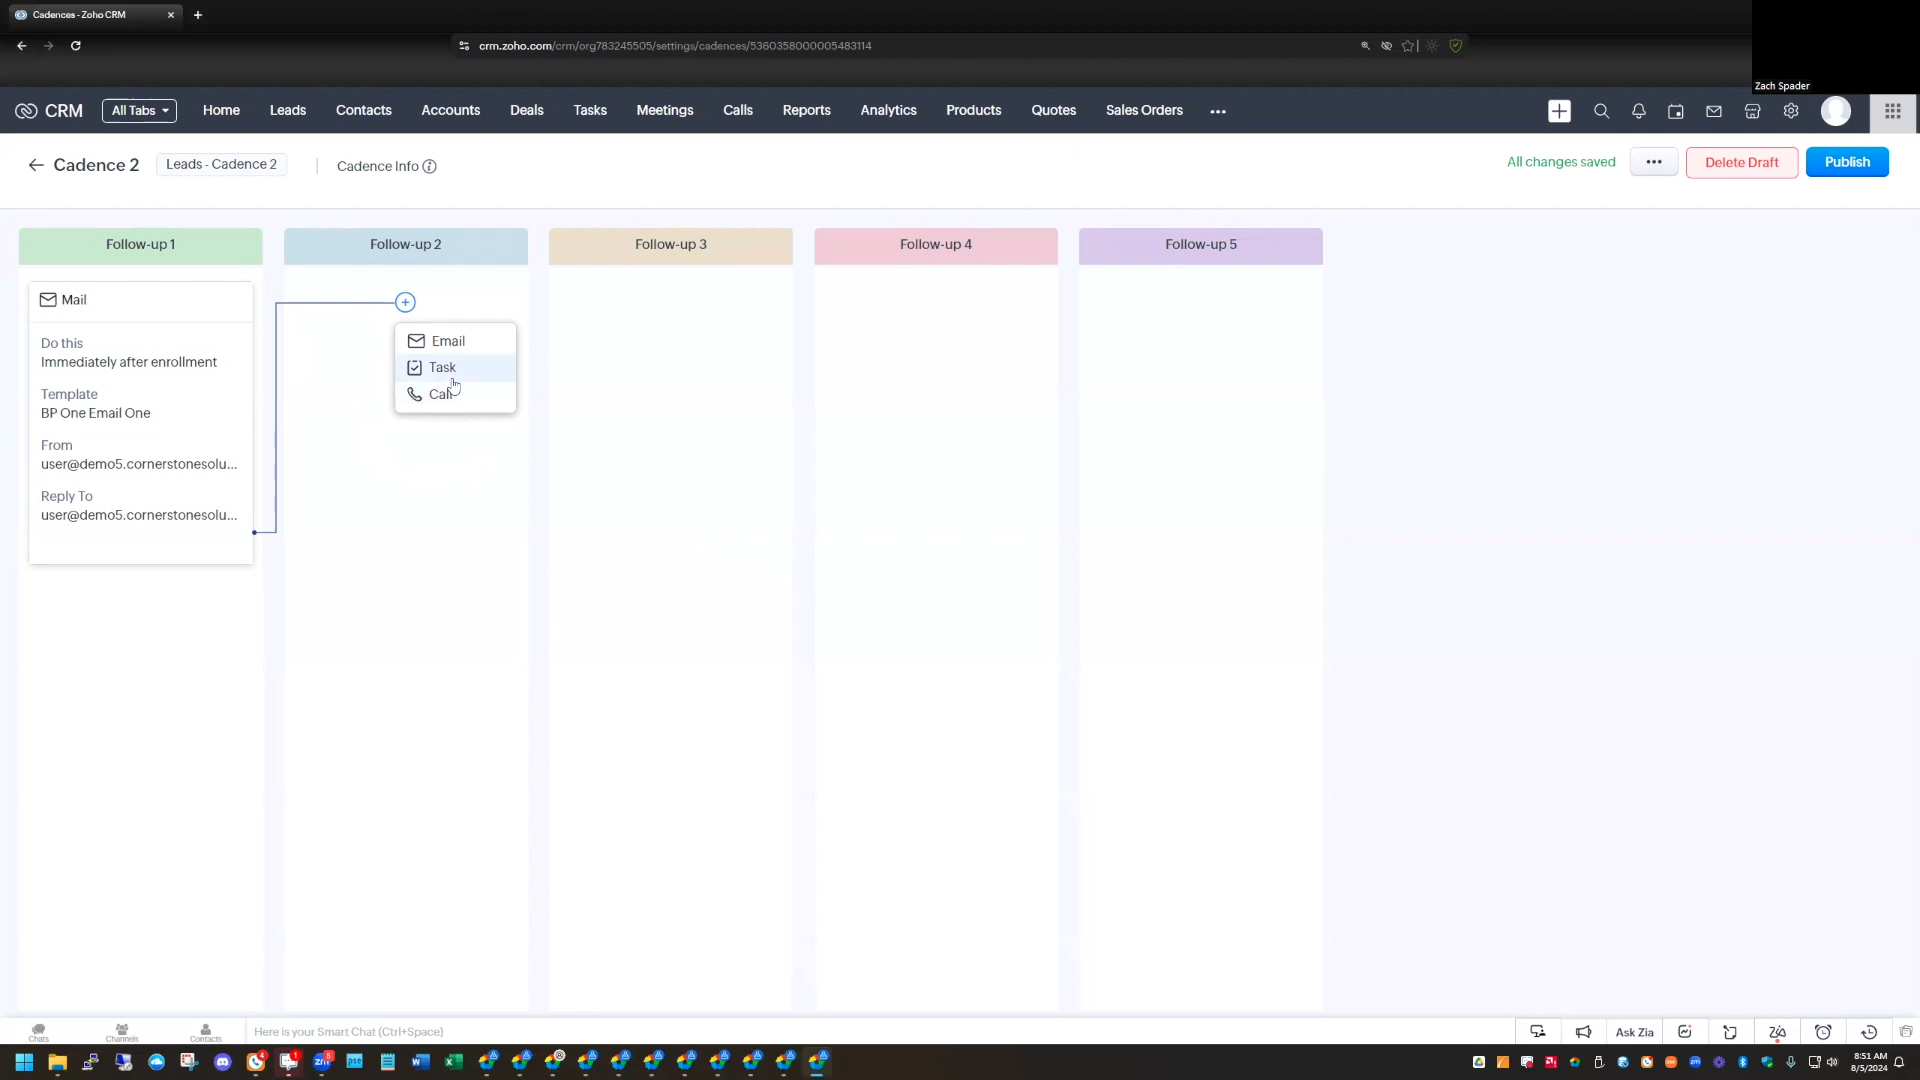 Cadences - Zoho CRM
crm.zoho.com/crm/org783245505/settings/cadences/5360358000005483114
Zach Spader
CRM
All Tabs
Home
Leads
Contacts
Accounts
Deals
Tasks
Meetings
Calls
Reports
Analytics
Products
Quotes
Sales Orders
Cadence 2
Leads - Cadence 2
Cadence Info
All changes saved
Delete Draft
Publish
Follow-up 1
Follow-up 2
Follow-up 3
Follow-up 4
Follow-up 5
Mail
Do this
Immediately after enrollment
Template
BP One Email One
From
user@demo5.cornerstonesolu...
Reply To
user@demo5.cornerstonesolu...
Email
Task
Call
Chats
Channels
Contacts
Here is your Smart Chat (Ctrl+Space)
Ask Zia
8:51 AM
8/5/2024